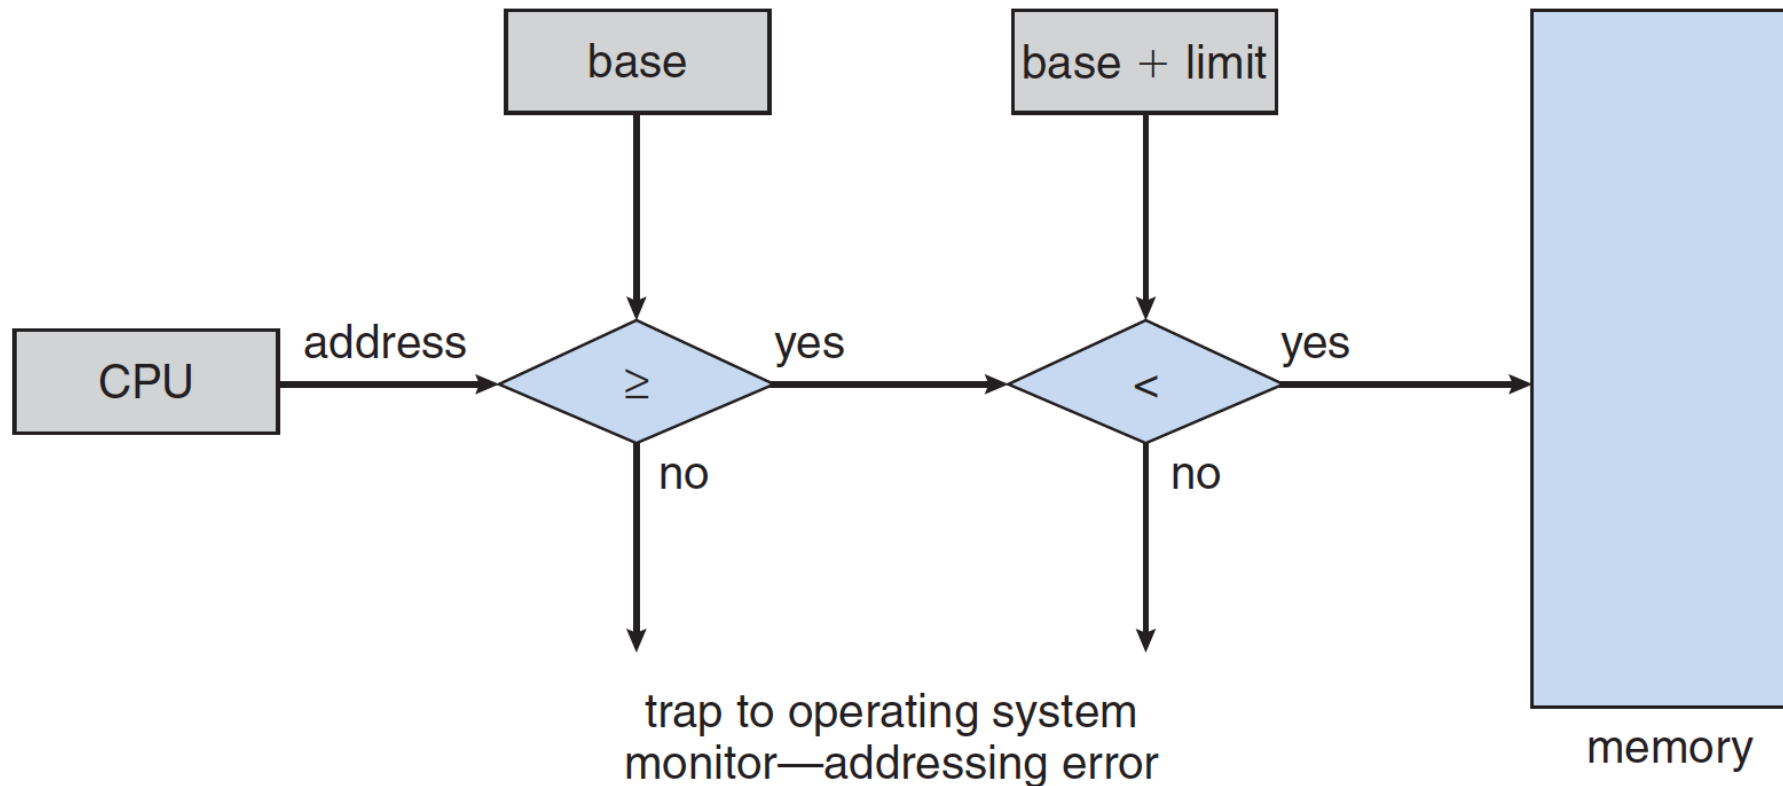 base
base + limit
CPU
address
≥
yes
<
yes
no
no
trap to operating system
monitor—addressing error
memory